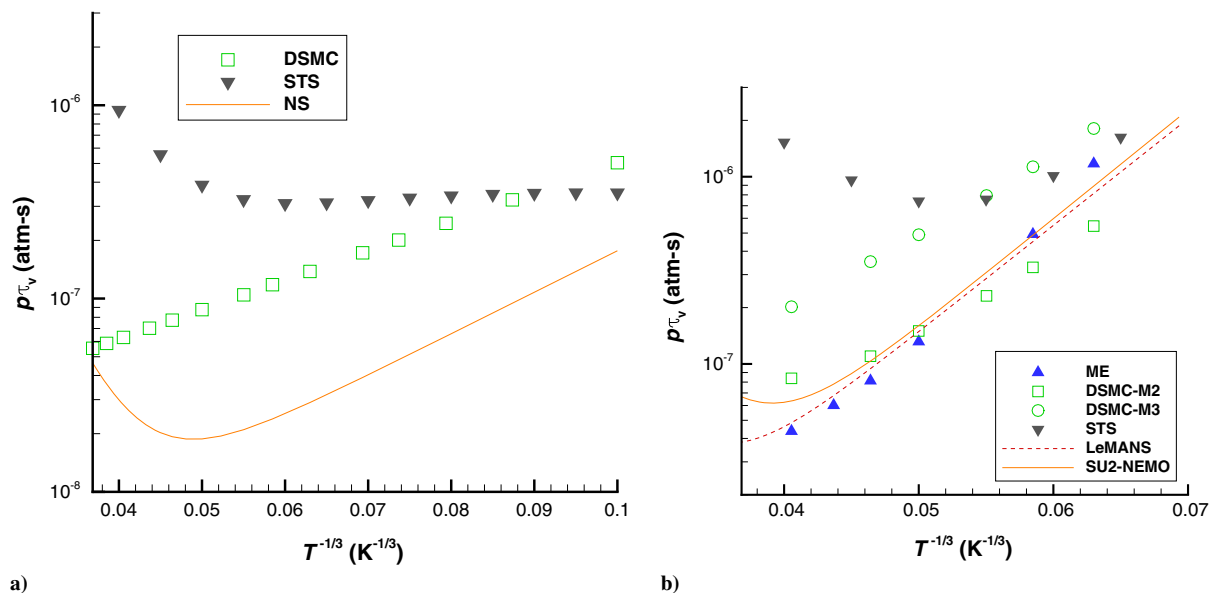 DSMC
STS
NS
10^-6
10^-7
10^-8
pτv (atm-s)
0.04 0.05 0.06 0.07 0.08 0.09 0.1
T^-1/3 (K^-1/3)
a)
10^-6
10^-7
pτv (atm-s)
ME
DSMC-M2
DSMC-M3
STS
LeMANS
SU2-NEMO
0.04 0.05 0.06 0.07
T^-1/3 (K^-1/3)
b)